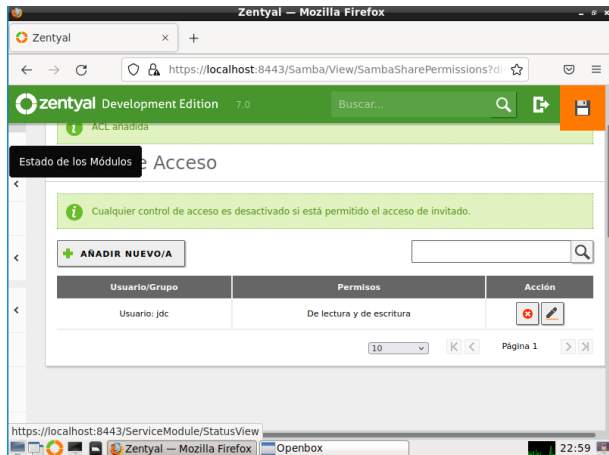 Zentyal — Mozilla Firefox
Zentyal
https://localhost:8443/Samba/View/SambaSharePermissions?di
zentyal Development Edition 7.0
Buscar...
ACL añadida
Estado de los Módulos
e Acceso
Cualquier control de acceso es desactivado si está permitido el acceso de invitado.
AÑADIR NUEVO/A
Usuario/Grupo Permisos Acción
Usuario: jdc De lectura y de escritura
10 Página 1
https://localhost:8443/ServiceModule/StatusView
Zentyal — Mozilla Firefox Openbox 22:59